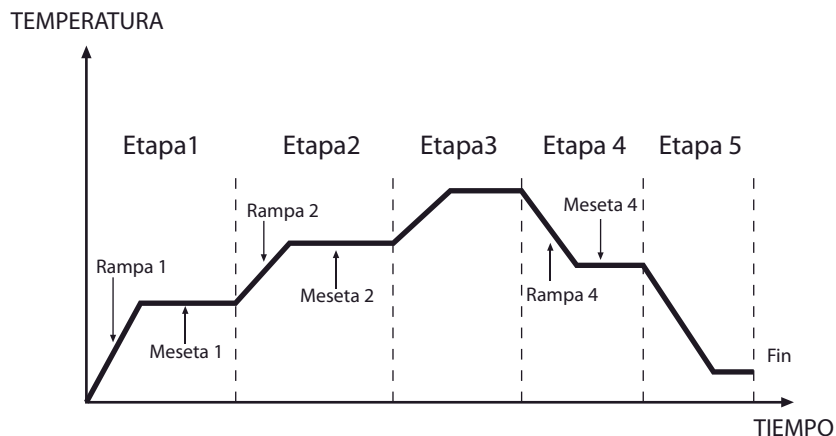 TEMPERATURA
Etapa1
Etapa2
Etapa3
Etapa 4
Etapa 5
Rampa 2
Meseta 4
Rampa 1
Meseta 2
Rampa 4
Meseta 1
Fin
TIEMPO